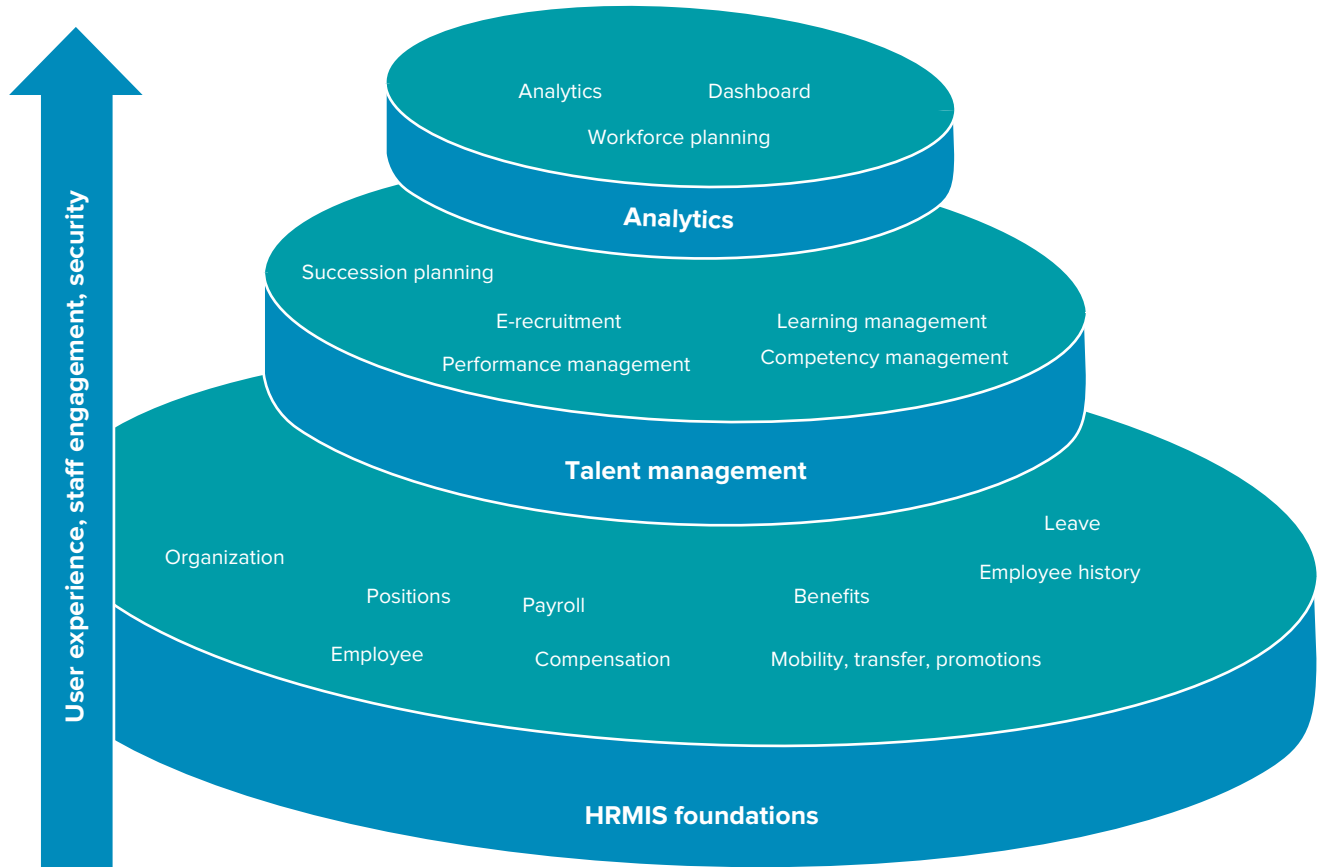 User experience, staff engagement, security
Analytics
Dashboard
Workforce planning
Analytics
Succession planning
E-recruitment
Learning management
Performance management
Competency management
Talent management
Leave
Organization
Employee history
Positions
Payroll
Benefits
Employee
Compensation
Mobility, transfer, promotions
HRMIS foundations